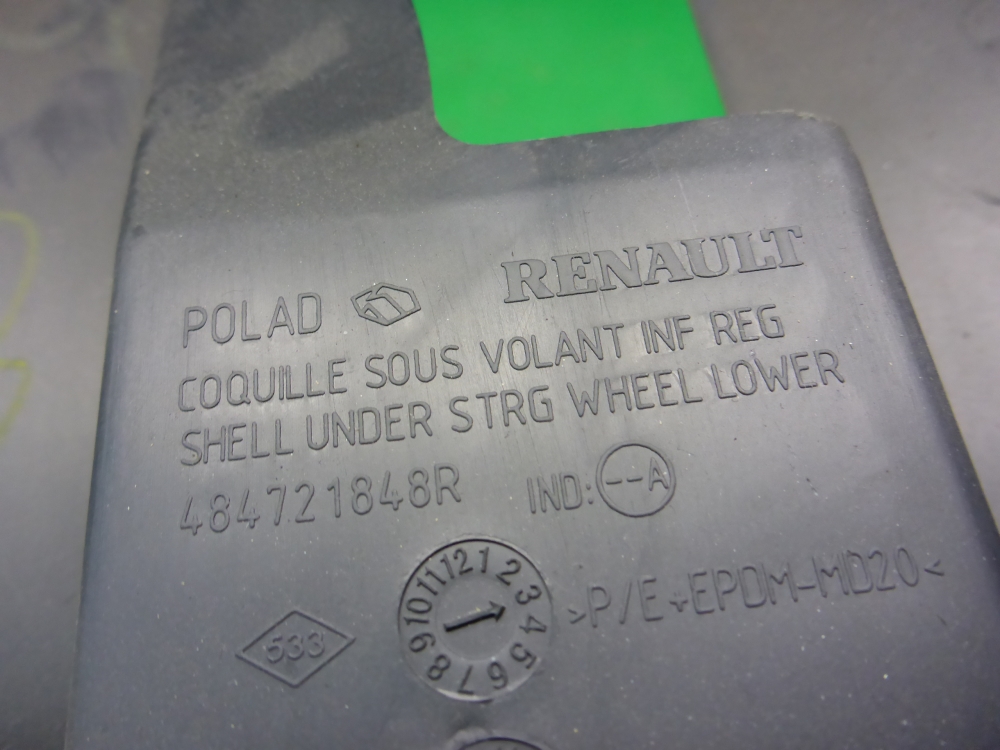 POLAD RENAULT
COQUILLE SOUS VOLANT INF REG
SHELL UNDER STRG WHEEL LOWER
484721848R IND: --A
>P/E+EPDM-MD20<
1 2 3 4 5 6 7 8 9 10 11 12
533